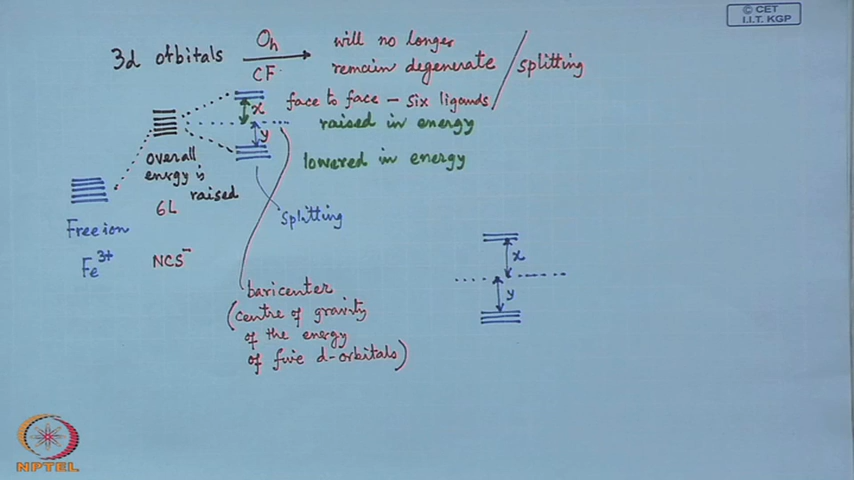 © CET
I.I.T. KGP
3d orbitals Oh CF. will no longer remain degenerate / splitting
face to face – six ligands
x raised in energy
y lowered in energy
overall
energy is
raised
6L
Free ion
Fe3+ NCS–
splitting
baricenter
(centre of gravity
of the energy
of five d-orbitals)
x
y
NPTEL